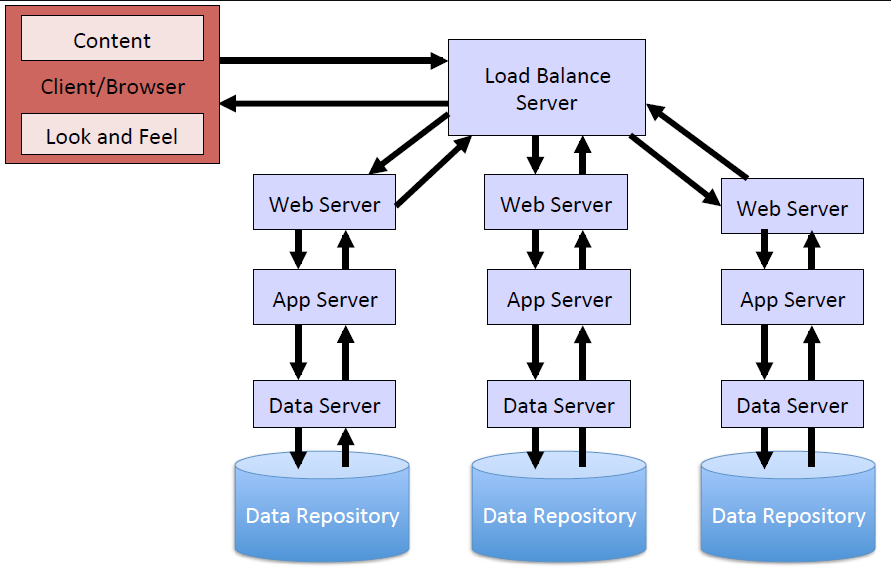 Content
Client/Browser
Look and Feel
Load Balance
Server
Web Server
Web Server
Web Server
App Server
App Server
App Server
Data Server
Data Server
Data Server
Data Repository
Data Repository
Data Repository